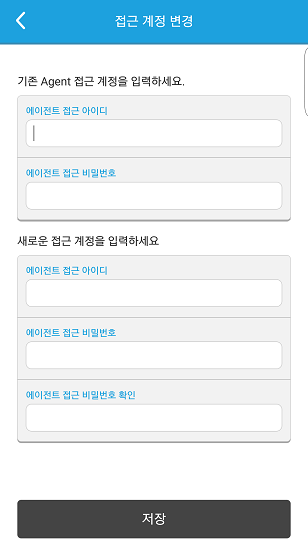 접근 계정 변경
기존 Agent 접근 계정을 입력하세요.
에이전트 접근 아이디
에이전트 접근 비밀번호
새로운 접근 계정을 입력하세요
에이전트 접근 아이디
에이전트 접근 비밀번호
에이전트 접근 비밀번호 확인
저장